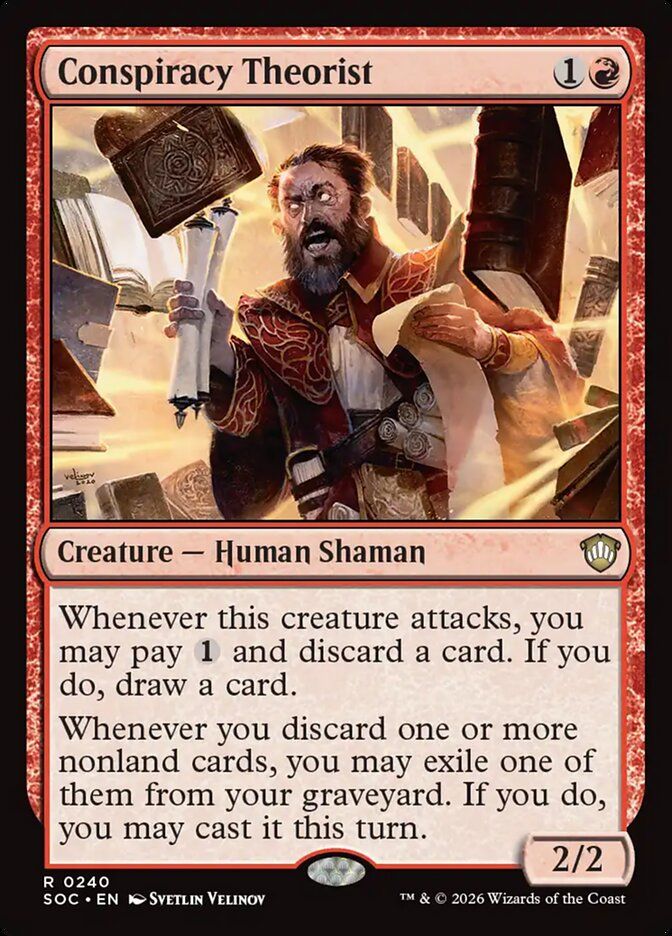 Conspiracy Theorist 1
velinov
2020
Creature — Human Shaman
Whenever this creature attacks, you
may pay 1 and discard a card. If you
do, draw a card.
Whenever you discard one or more
nonland cards, you may exile one of
them from your graveyard. If you do,
you may cast it this turn.
2/2
R 0240
SOC • EN Svetlin Velinov
™ & © 2026 Wizards of the Coast